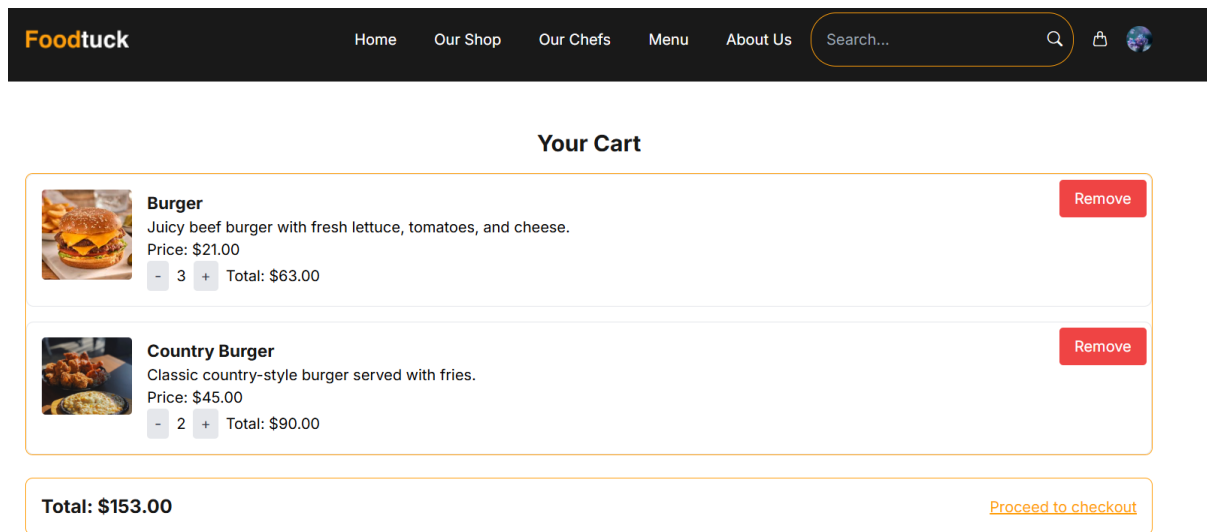 Foodtuck Home Our Shop Our Chefs Menu About Us Search...
Your Cart
Burger Remove
Juicy beef burger with fresh lettuce, tomatoes, and cheese.
Price: $21.00
- 3 + Total: $63.00
Country Burger Remove
Classic country-style burger served with fries.
Price: $45.00
- 2 + Total: $90.00
Total: $153.00 Proceed to checkout